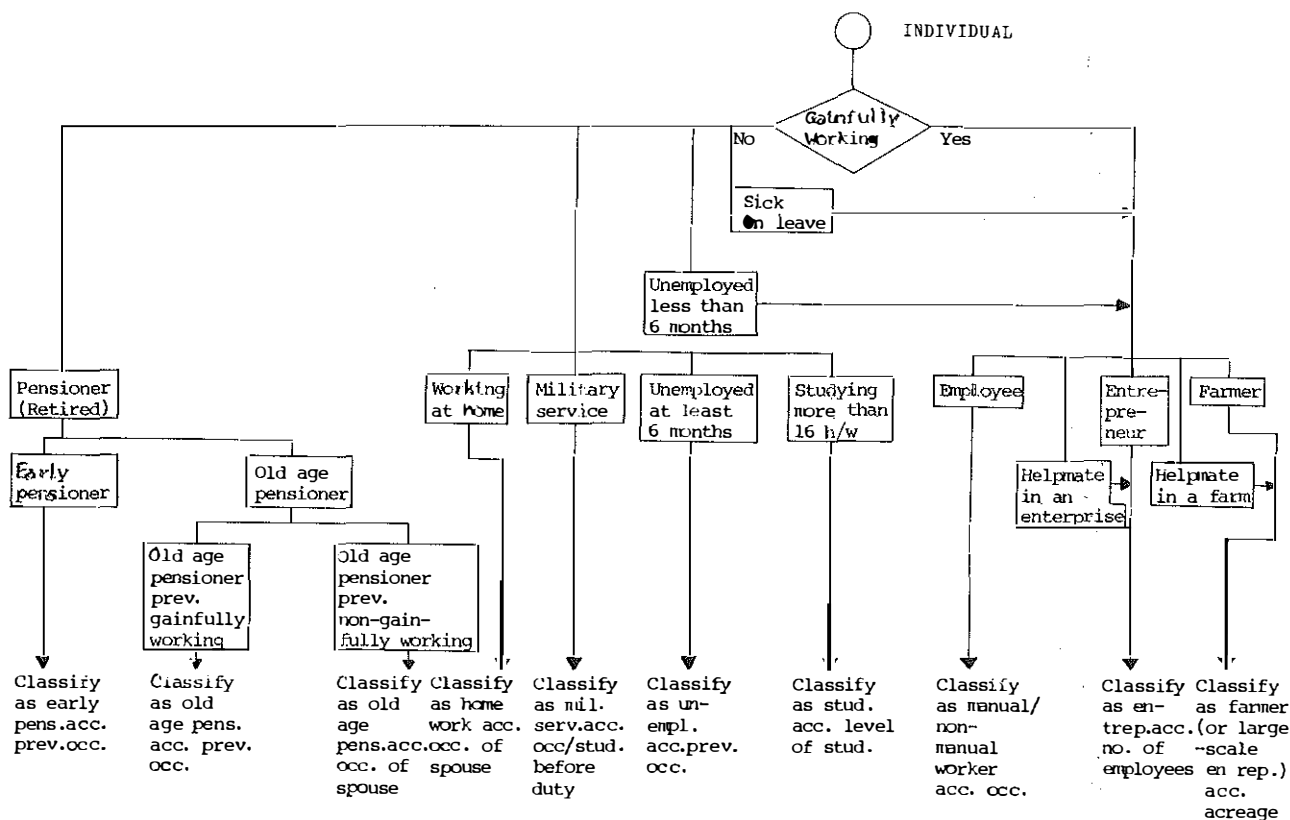 INDIVIDUAL
Gainfully
Working
No
Yes
Sick
On leave
Unemployed
less than
6 months
Pensioner
(Retired)
Working
at home
Military
service
Unemployed
at least
6 months
Studying
more than
16 h/w
Employee
Entre-
pre-
neur
Farmer
Early
pensioner
Old age
pensioner
Helpmate
in an
enterprise
Helpmate
in a farm
Old age
pensioner
prev.
gainfully
working
Old age
pensioner
prev.
non-gain-
fully working
Classify
as early
pens.acc.
prev.occ.
Classify
as old
age pens.
acc. prev.
occ.
Classify
as old
age
pens.acc.
occ. of
spouse
Classify
as home
work acc.
occ. of
spouse
Classify
as mil.
serv.acc.
occ/stud.
before
duty
Classify
as un-
empl.
acc.prev.
occ.
Classify
as stud.
acc. level
of stud.
Classify
as manual/
non-
manual
worker
acc. occ.
Classify
as en-
trep.acc.
no. of
employees
Classify
as farmer
(or large
-scale
en rep.)
acc.
acreage